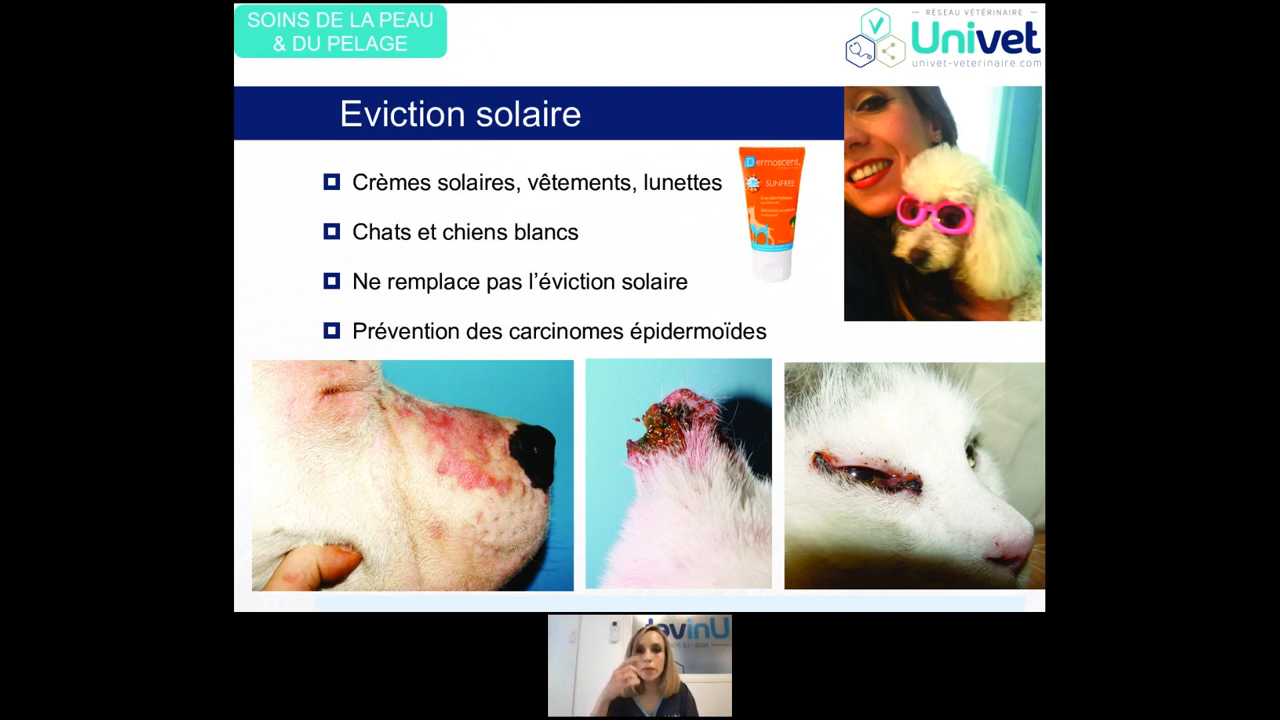 SOINS DE LA PEAU
& DU PELAGE
RÉSEAU VÉTÉRINAIRE
Univet
univet-veterinaire.com
Eviction solaire
Crèmes solaires, vêtements, lunettes
Dermoscent
SUNFREE
Chats et chiens blancs
Ne remplace pas l'éviction solaire
Prévention des carcinomes épidermoïdes
Univet